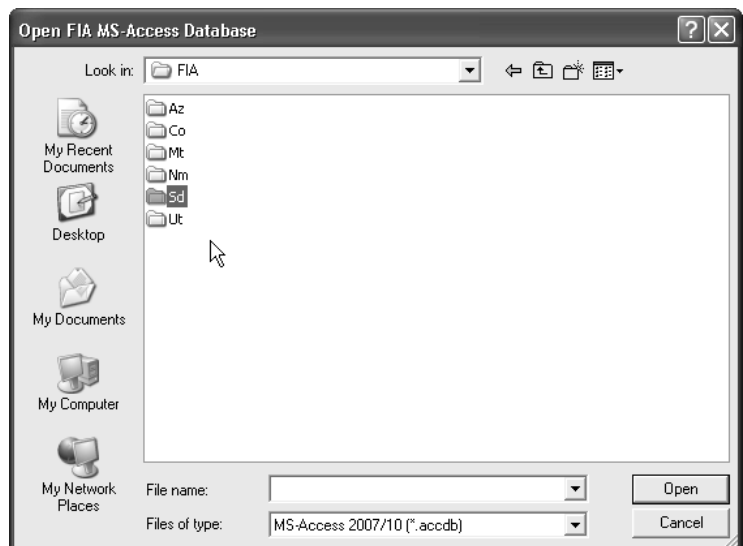 Open FIA MS-Access Database
Look in: FIA
Az
Co
Mt
Nm
Sd
Ut
My Recent
Documents
Desktop
My Documents
My Computer
My Network
Places
File name:
Open
Files of type: MS-Access 2007/10 (*.accdb)
Cancel